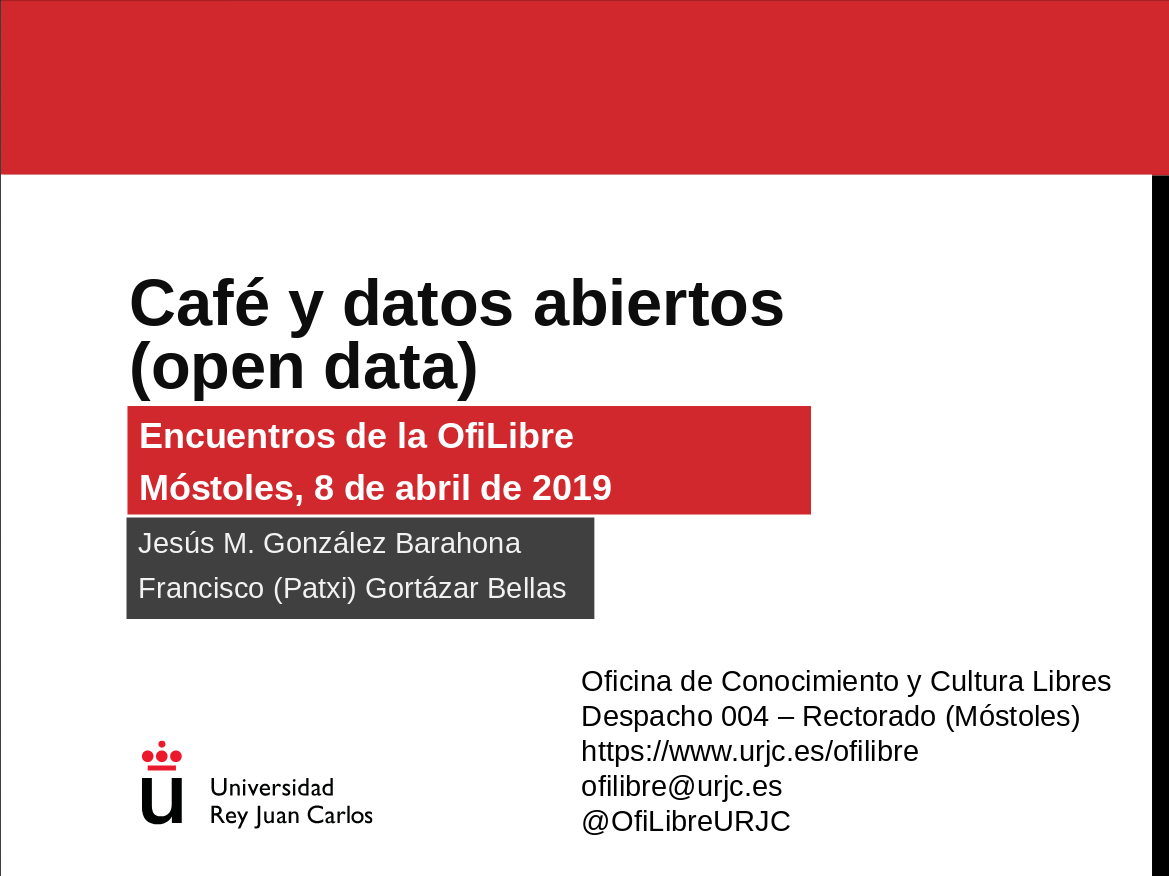 Café y datos abiertos
(open data)
Encuentros de la OfiLibre
Móstoles, 8 de abril de 2019
Jesús M. González Barahona
Francisco (Patxi) Gortázar Bellas
Oficina de Conocimiento y Cultura Libres
Despacho 004 – Rectorado (Móstoles)
https://www.urjc.es/ofilibre
ofilibre@urjc.es
@OfiLibreURJC
u
Universidad
Rey Juan Carlos